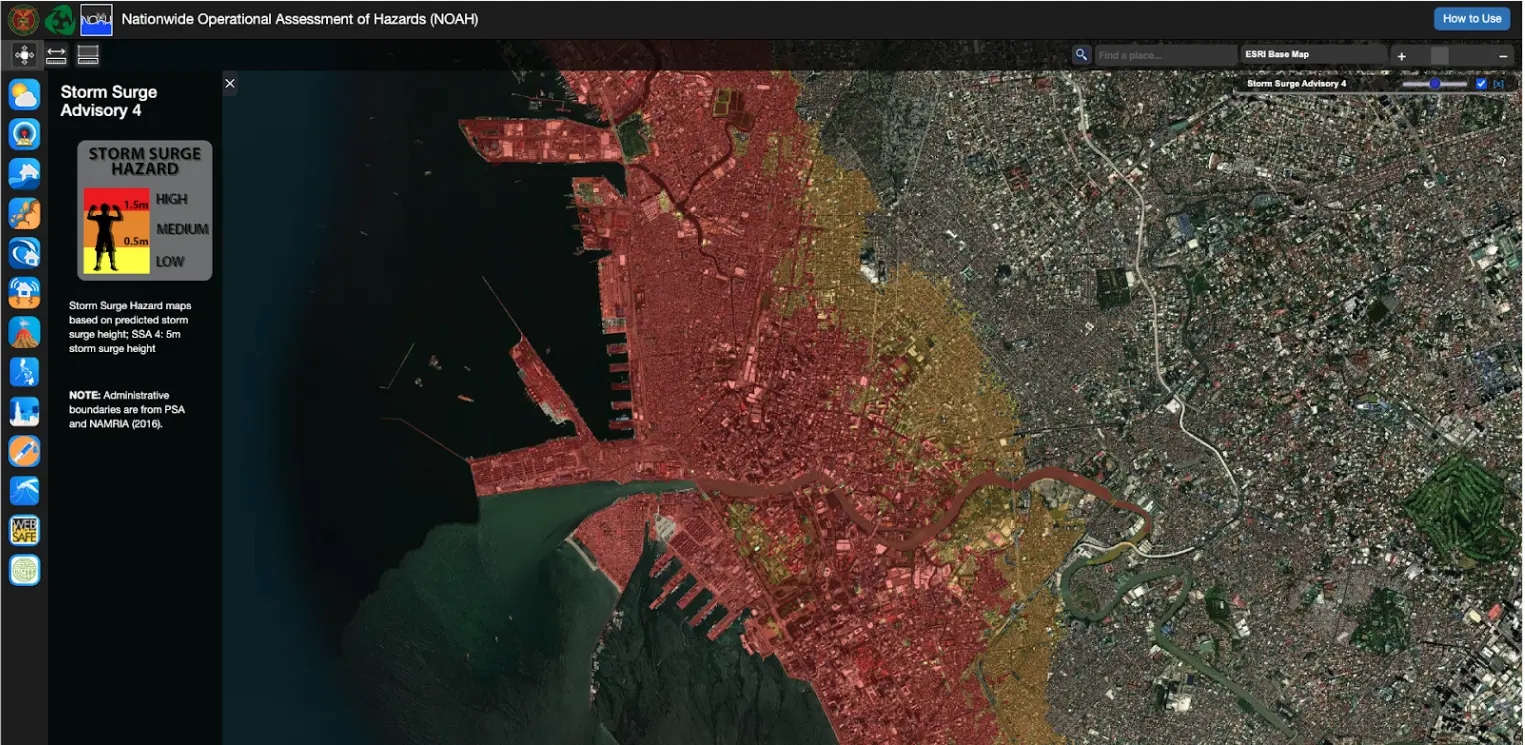 NOAH
Nationwide Operational Assessment of Hazards (NOAH)
How to Use
Find a place...
ESRI Base Map
+
−
Storm Surge Advisory 4
[x]
Storm Surge
Advisory 4
STORM SURGE
HAZARD
HIGH
1.5m
MEDIUM
0.5m
LOW
Storm Surge Hazard maps
based on predicted storm
surge height; SSA 4: 5m
storm surge height
NOTE: Administrative
boundaries are from PSA
and NAMRIA (2016).
WEB
SAFE